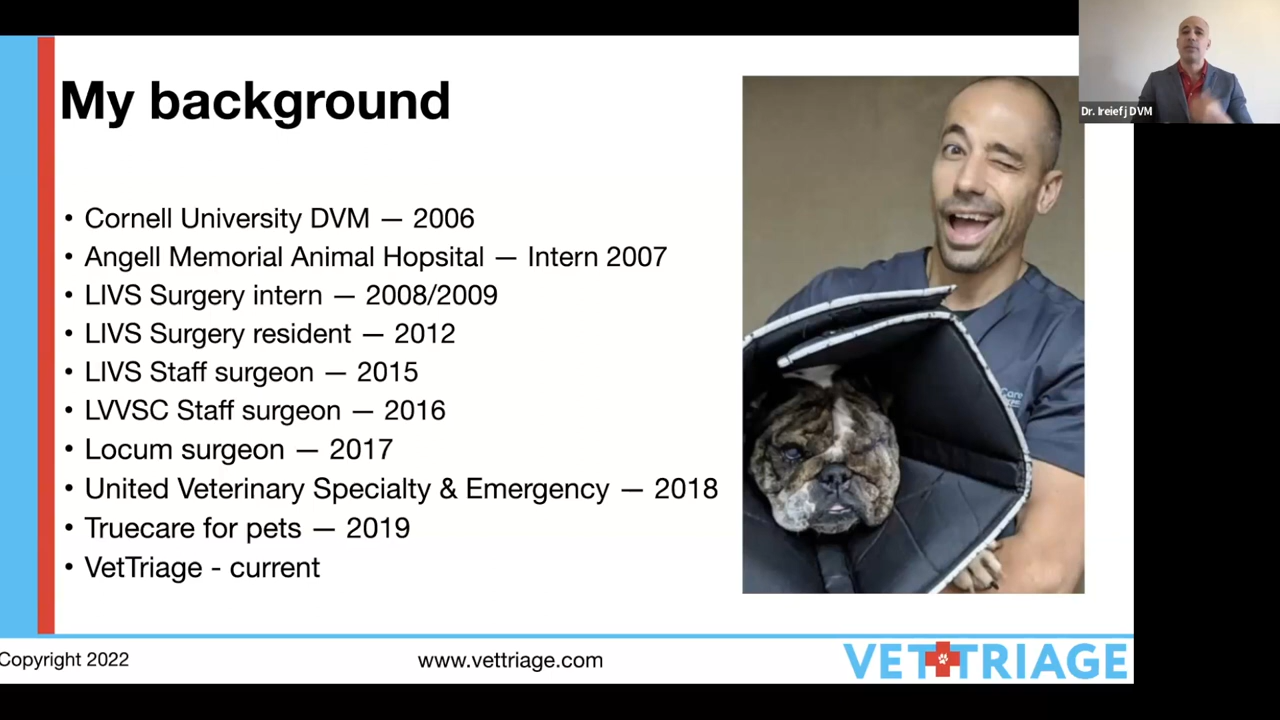 My background
Dr. Ireiefj DVM
• Cornell University DVM — 2006
• Angell Memorial Animal Hopsital — Intern 2007
• LIVS Surgery intern — 2008/2009
• LIVS Surgery resident — 2012
• LIVS Staff surgeon — 2015
• LVVSC Staff surgeon — 2016
• Locum surgeon — 2017
• United Veterinary Specialty & Emergency — 2018
• Truecare for pets — 2019
• VetTriage - current
Copyright 2022
www.vettriage.com
VETTRIAGE